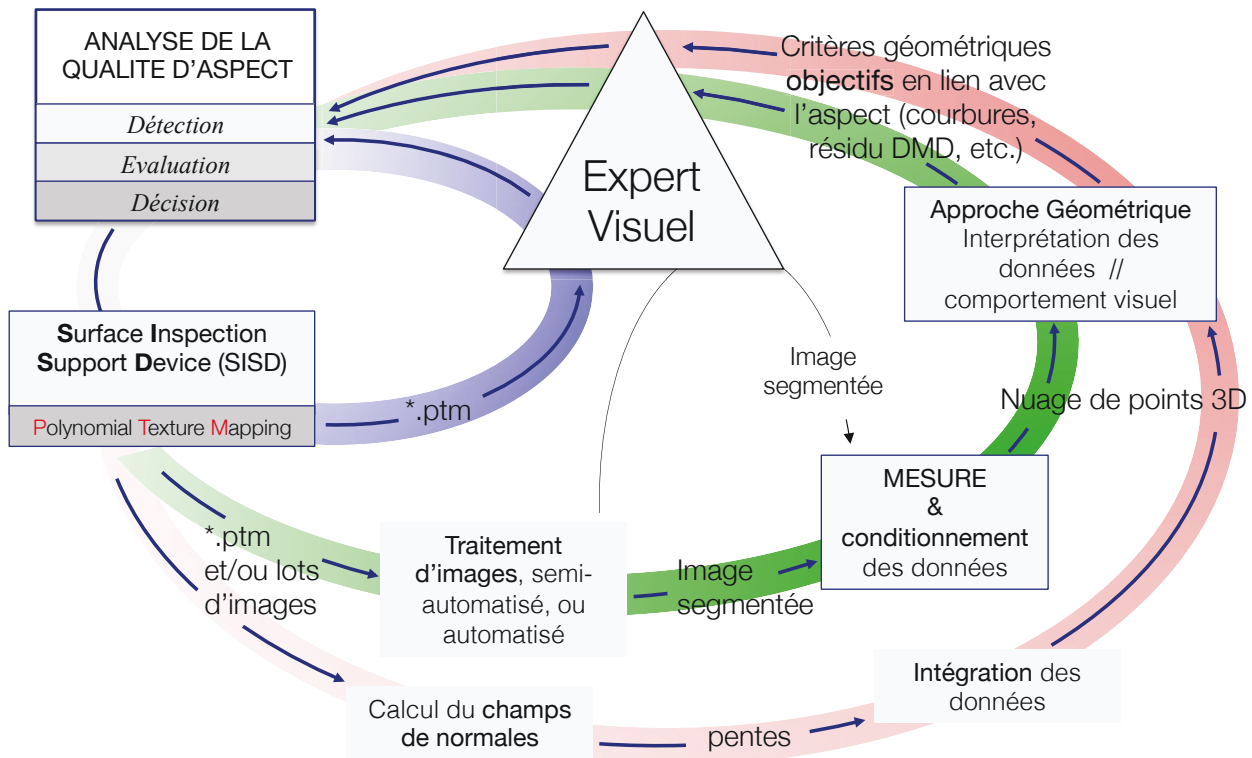 ANALYSE DE LA
QUALITE D'ASPECT
Détection
Evaluation
Décision
Expert
Visuel
Critères géométriques
objectifs en lien avec
l'aspect (courbures,
résidu DMD, etc.)
Approche Géométrique
Interprétation des
données //
comportement visuel
Surface Inspection
Support Device (SISD)
Polynomial Texture Mapping
*.ptm
Image
segmentée
Nuage de points 3D
MESURE
&
conditionnement
des données
*.ptm
et/ou lots
d'images
Traitement
d'images, semi-
automatisé, ou
automatisé
Image
segmentée
Calcul du champs
de normales
pentes
Intégration des
données